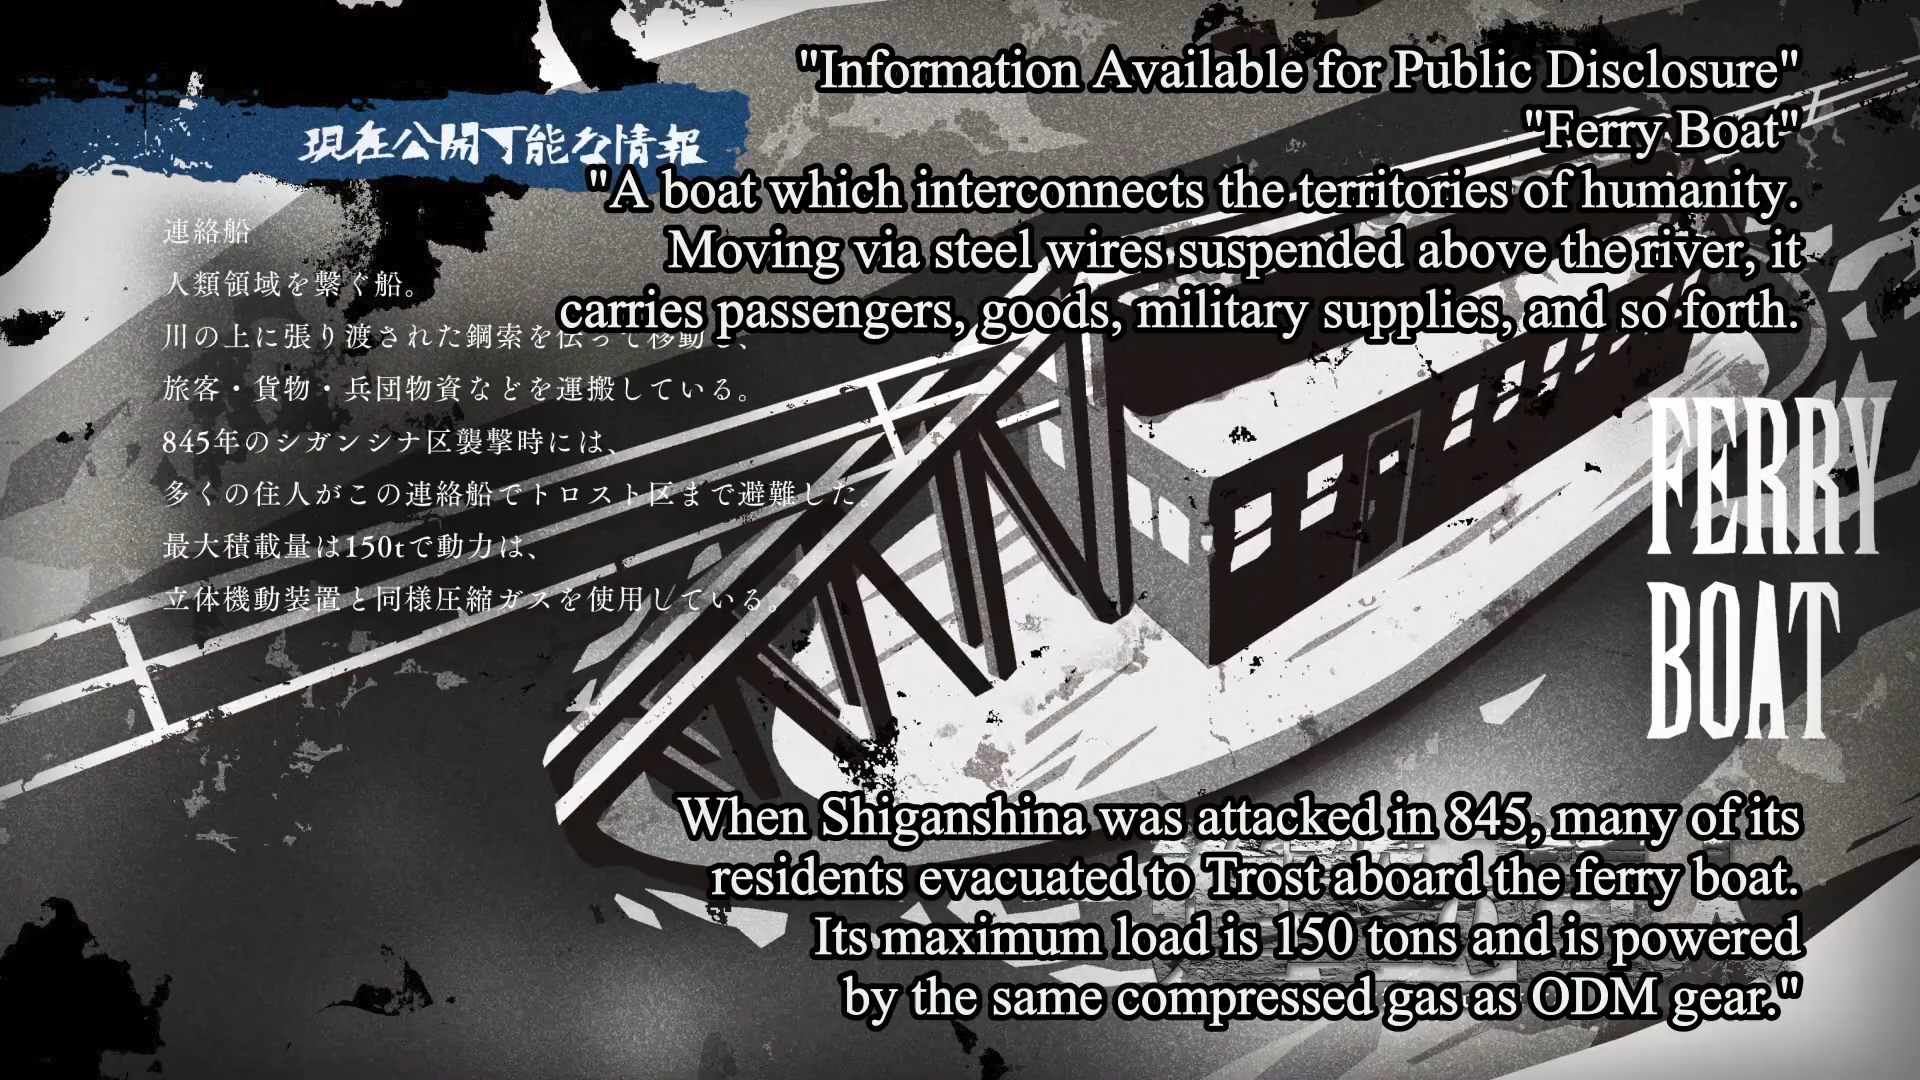 "Information Available for Public Disclosure"
"Ferry Boat"
"A boat which interconnects the territories of humanity.
Moving via steel wires suspended above the river, it
carries passengers, goods, military supplies, and so forth.
現在公開可能な情報
連絡船
人類領域を繋ぐ船。
川の上に張り渡された鋼索を伝って移動し、
旅客・貨物・兵団物資などを運搬している。
845年のシガンシナ区襲撃時には、
多くの住人がこの連絡船でトロスト区まで避難した。
最大積載量は150tで動力は、
立体機動装置と同様圧縮ガスを使用している。
FERRY
BOAT
When Shiganshina was attacked in 845, many of its
residents evacuated to Trost aboard the ferry boat.
Its maximum load is 150 tons and is powered
by the same compressed gas as ODM gear."